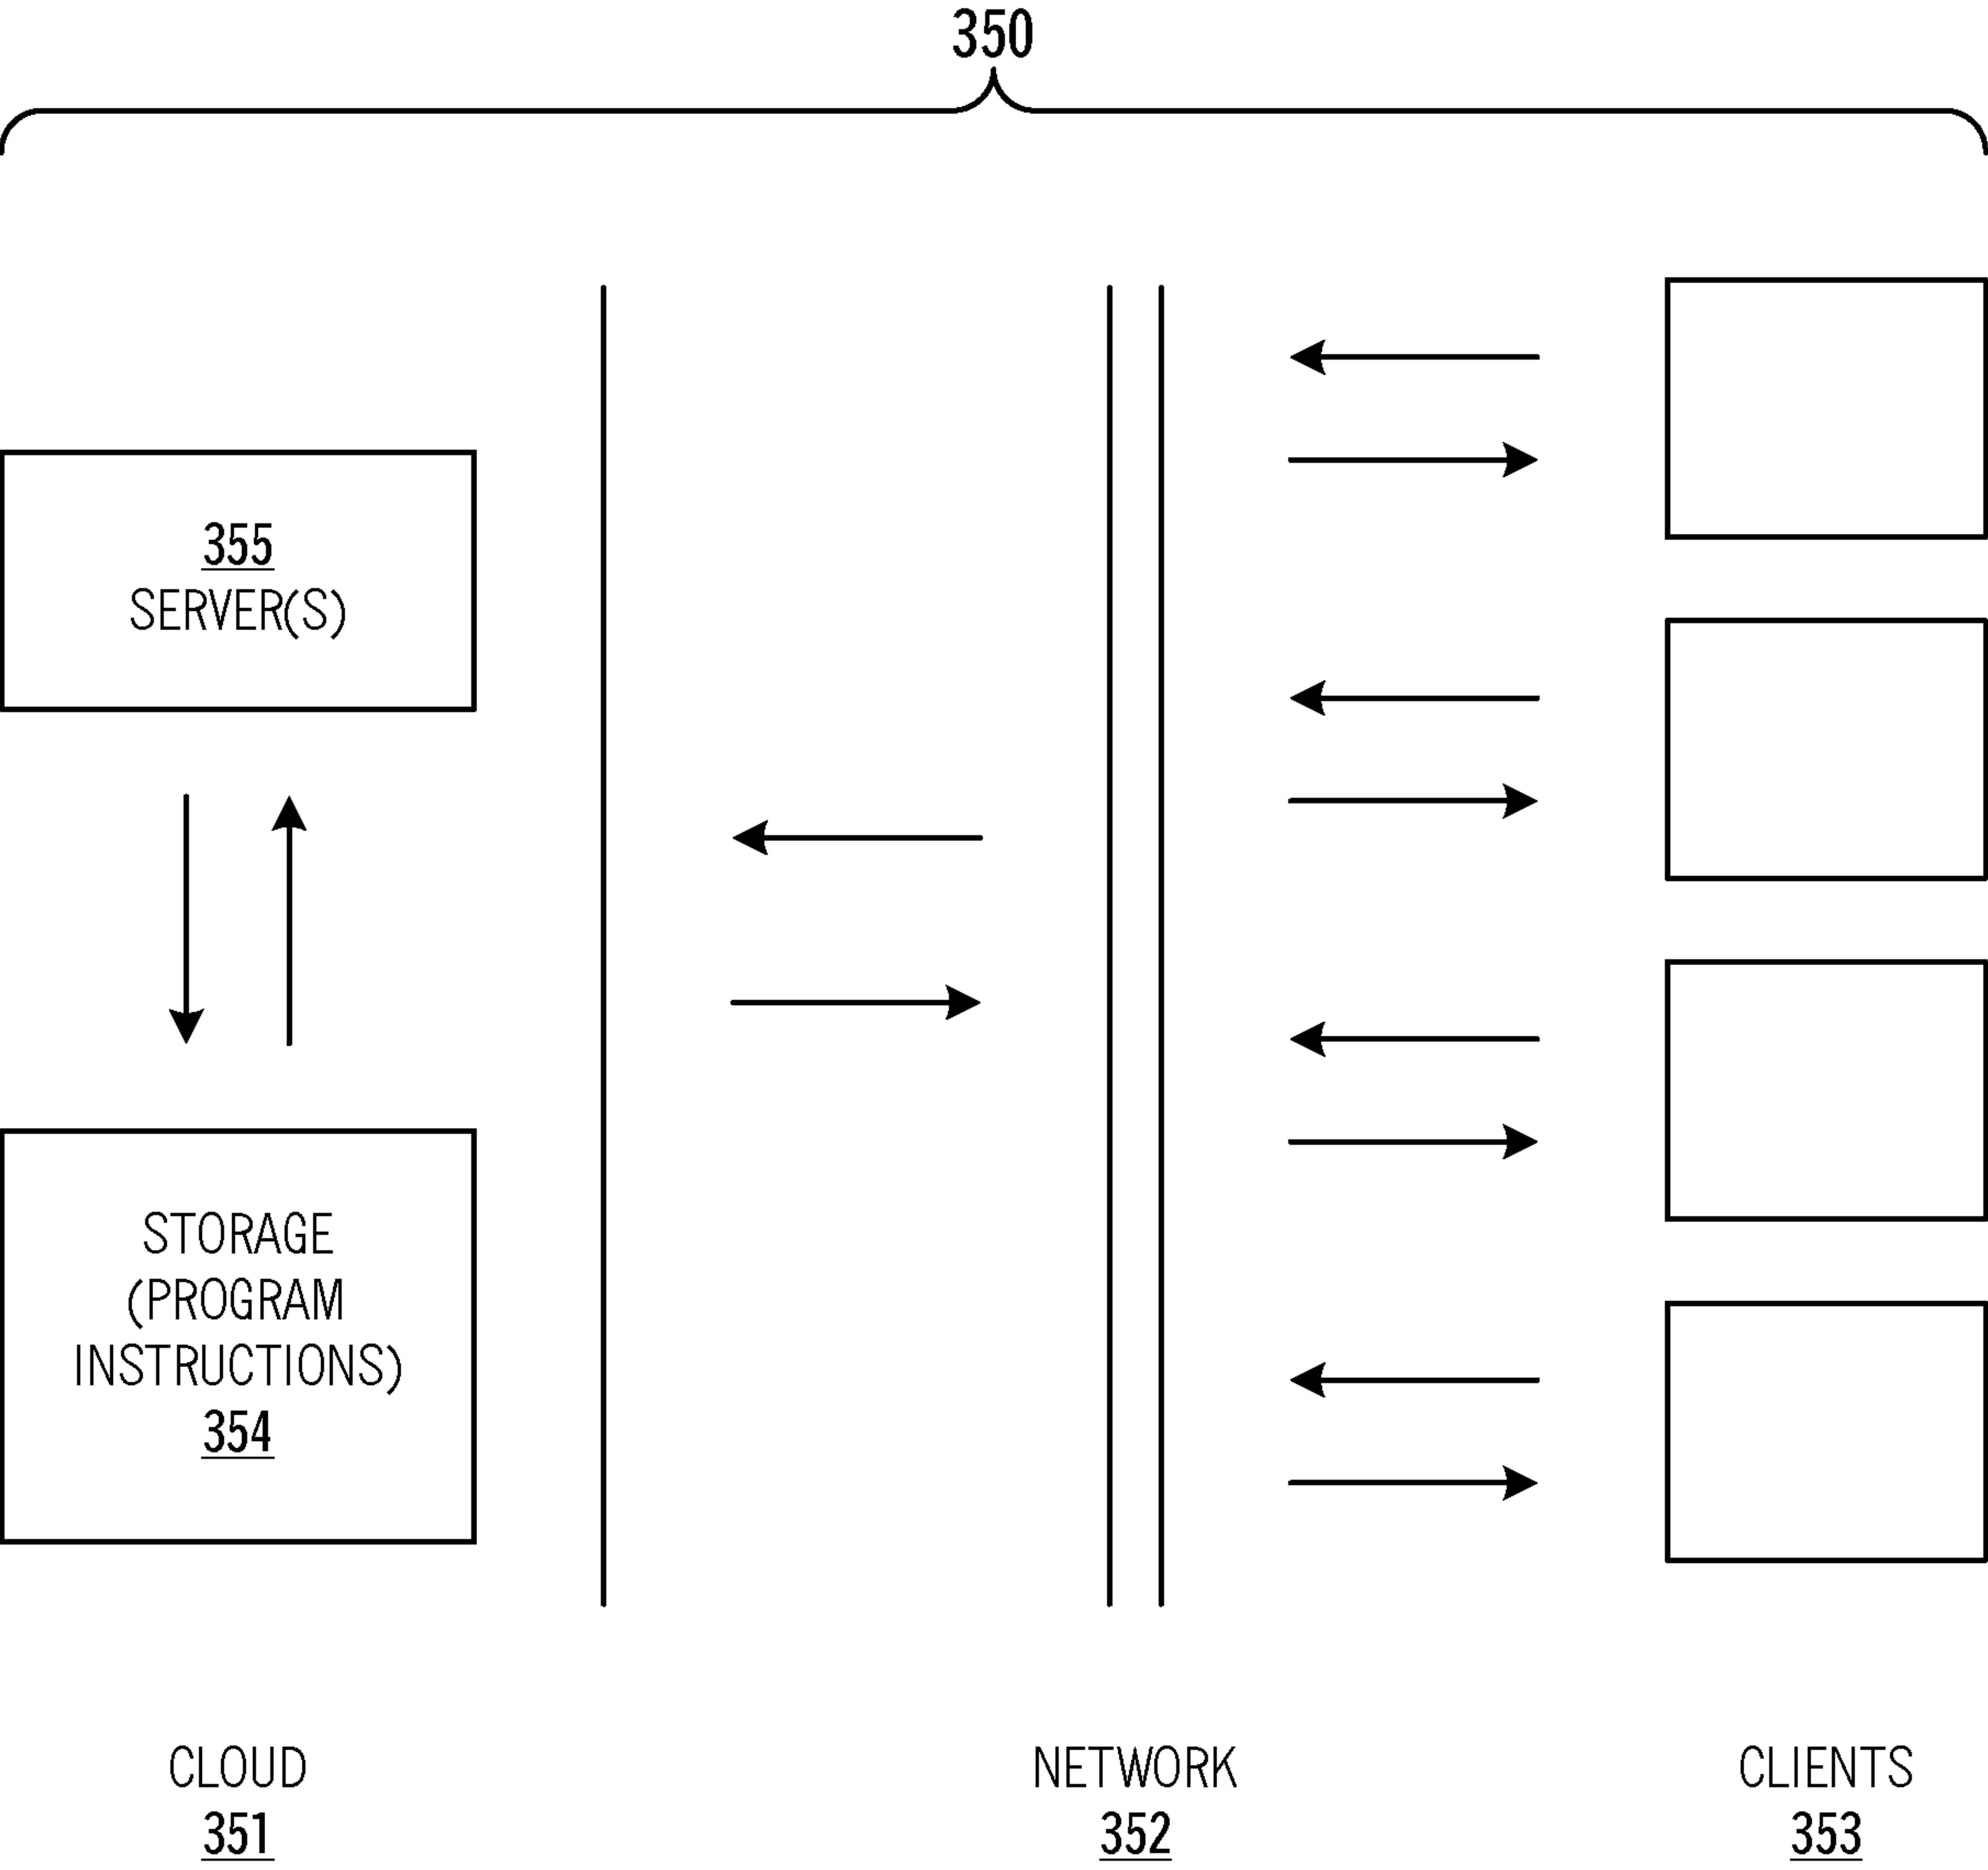 350
355
SERVER(S)
STORAGE
(PROGRAM
INSTRUCTIONS)
354
CLOUD
351
NETWORK
352
CLIENTS
353